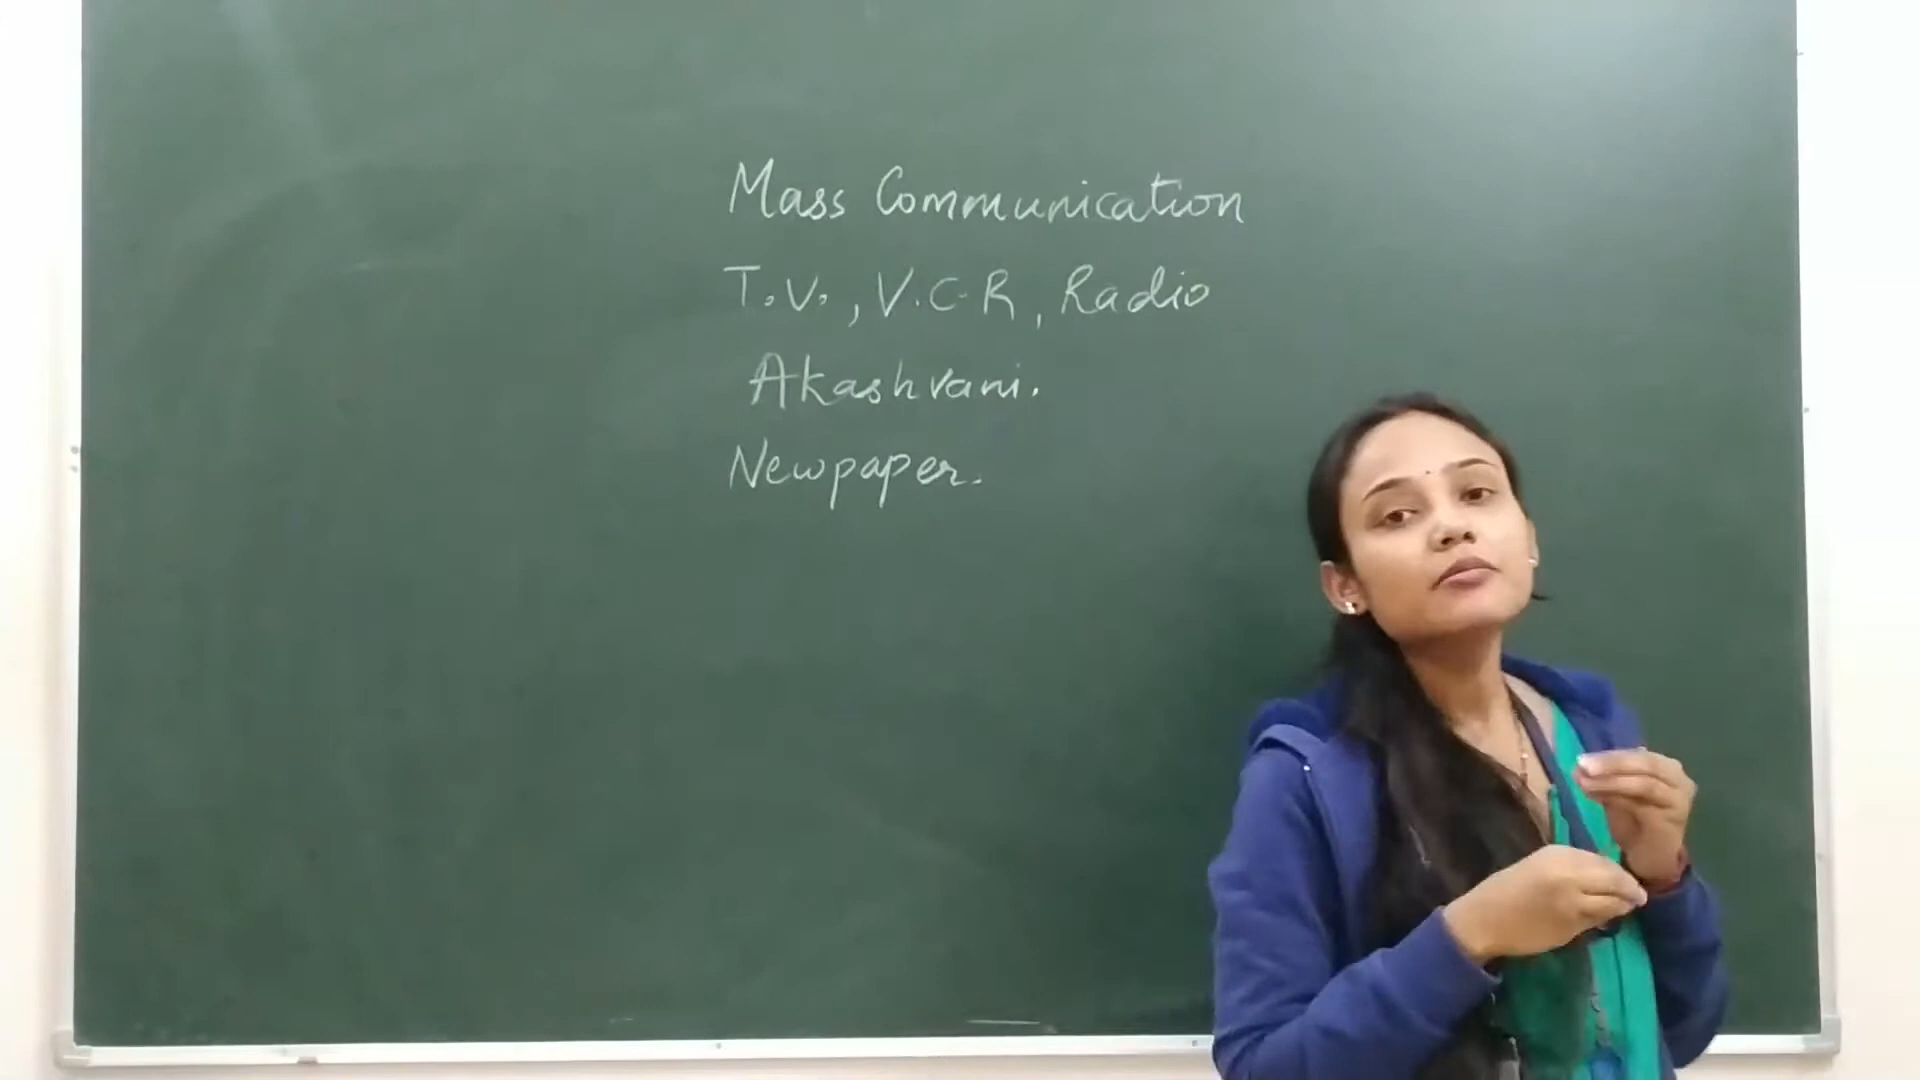 Mass Communication
T.V., V.C.R, Radio
Akashvani.
Newpaper.